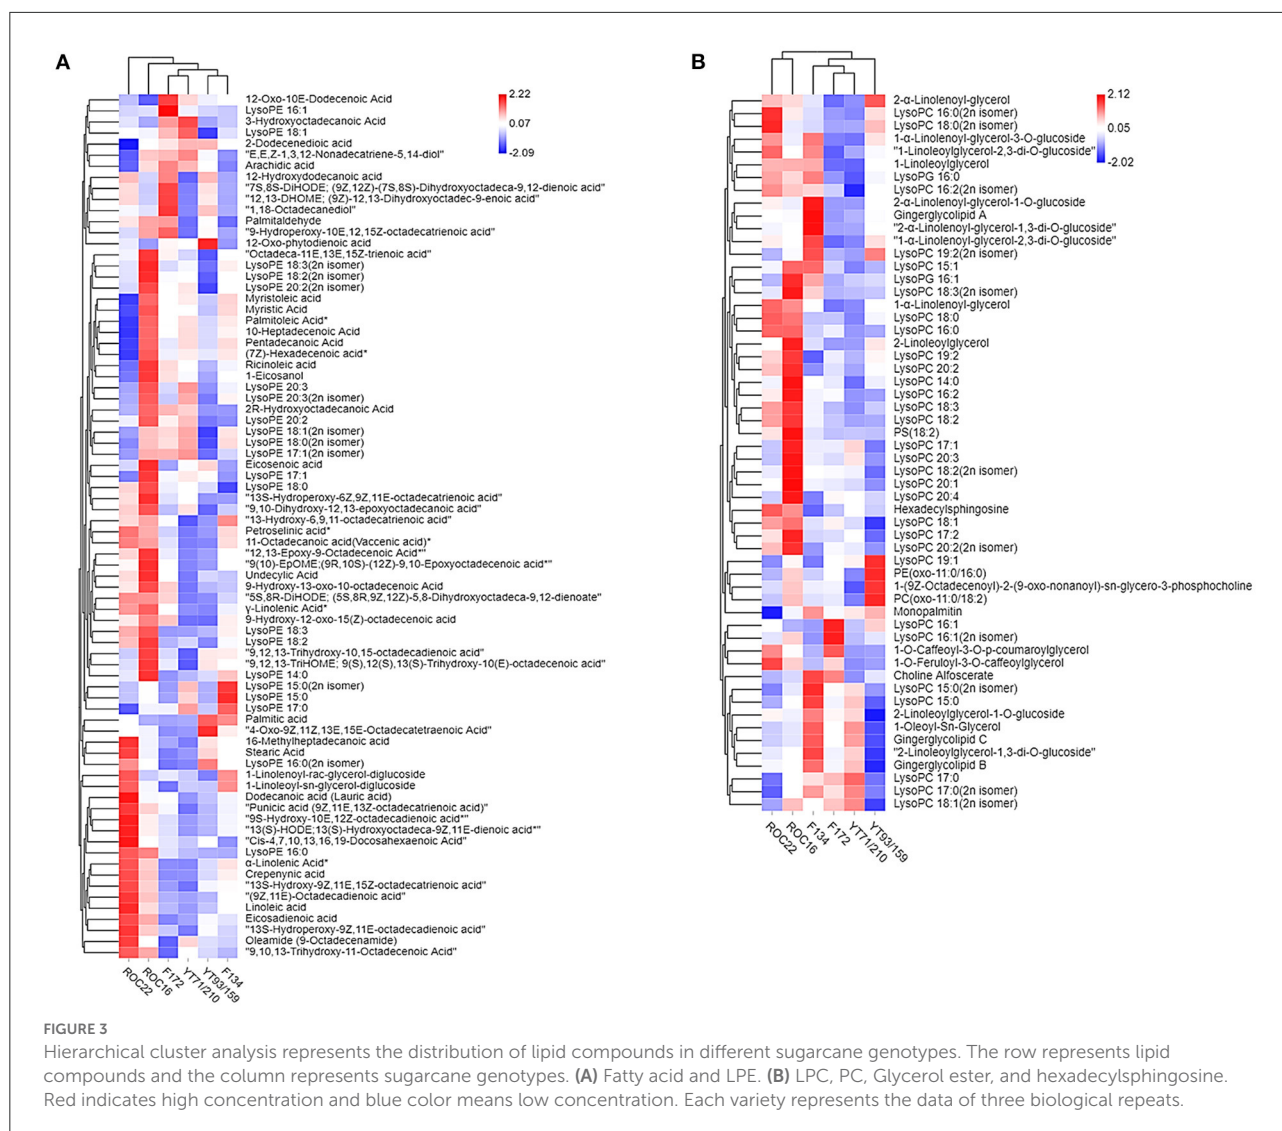 A
12-Oxo-10E-Dodecenoic Acid
LysoPE 16:1
3-Hydroxyoctadecanoic Acid
LysoPE 18:1
2-Dodecenedioic acid
"E,E,Z-1,3,12-Nonadecatriene-5,14-diol"
Arachidic acid
12-Hydroxydodecanoic acid
"7S,8S-DiHODE; (9Z,12Z)-(7S,8S)-Dihydroxyoctadeca-9,12-dienoic acid"
"12,13-DHOME; (9Z)-12,13-Dihydroxyoctadec-9-enoic acid"
"1,18-Octadecanediol"
Palmitaldehyde
"9-Hydroperoxy-10E,12,15Z-octadecatrienoic acid"
12-Oxo-phytodienoic acid
"Octadeca-11E,13E,15Z-trienoic acid"
LysoPE 18:3(2n isomer)
LysoPE 18:2(2n isomer)
LysoPE 20:2(2n isomer)
Myristoleic acid
Myristic Acid
Palmitoleic Acid*
10-Heptadecenoic Acid
Pentadecanoic Acid
(7Z)-Hexadecenoic acid*
Ricinoleic acid
1-Eicosanol
LysoPE 20:3
LysoPE 20:3(2n isomer)
2R-Hydroxyoctadecanoic Acid
LysoPE 20:2
LysoPE 18:1(2n isomer)
LysoPE 18:0(2n isomer)
LysoPE 17:1(2n isomer)
Eicosenoic acid
LysoPE 17:1
LysoPE 18:0
"13S-Hydroperoxy-6Z,9Z,11E-octadecatrienoic acid"
"9,10-Dihydroxy-12,13-epoxyoctadecanoic acid"
"13-Hydroxy-6,9,11-octadecatrienoic acid"
Petroselinic acid*
11-Octadecanoic acid(Vaccenic acid)*
"12,13-Epoxy-9-Octadecenoic Acid*"
"9(10)-EpOME;(9R,10S)-(12Z)-9,10-Epoxyoctadecenoic acid*"
Undecylic Acid
9-Hydroxy-13-oxo-10-octadecenoic Acid
"5S,8R-DiHODE; (5S,8R,9Z,12Z)-5,8-Dihydroxyoctadeca-9,12-dienoate"
γ-Linolenic Acid*
9-Hydroxy-12-oxo-15(Z)-octadecenoic acid
LysoPE 18:3
LysoPE 18:2
"9,12,13-Trihydroxy-10,15-octadecadienoic acid"
"9,12,13-TriHOME; 9(S),12(S),13(S)-Trihydroxy-10(E)-octadecenoic acid"
LysoPE 14:0
LysoPE 15:0(2n isomer)
LysoPE 15:0
LysoPE 17:0
Palmitic acid
"4-Oxo-9Z,11Z,13E,15E-Octadecatetraenoic Acid"
16-Methylheptadecanoic acid
Stearic Acid
LysoPE 16:0(2n isomer)
1-Linolenoyl-rac-glycerol-diglucoside
1-Linoleoyl-sn-glycerol-diglucoside
Dodecanoic acid (Lauric acid)
"Punicic acid (9Z,11E,13Z-octadecatrienoic acid)"
"9S-Hydroxy-10E,12Z-octadecadienoic acid*"
"13(S)-HODE;13(S)-Hydroxyoctadeca-9Z,11E-dienoic acid*"
"Cis-4,7,10,13,16,19-Docosahexaenoic Acid"
LysoPE 16:0
α-Linolenic Acid*
Crepenynic acid
"13S-Hydroxy-9Z,11E,15Z-octadecatrienoic acid"
"(9Z,11E)-Octadecadienoic acid"
Linoleic acid
Eicosadienoic acid
"13S-Hydroperoxy-9Z,11E-octadecadienoic acid"
Oleamide (9-Octadecenamide)
"9,10,13-Trihydroxy-11-Octadecenoic Acid"
2.22
0.07
-2.09
ROC22
ROC16
F172
YT71/210
YT93/159
F134
B
2-α-Linolenoyl-glycerol
LysoPC 16:0(2n isomer)
LysoPC 18:0(2n isomer)
1-α-Linolenoyl-glycerol-3-O-glucoside
"1-Linoleoylglycerol-2,3-di-O-glucoside"
1-Linoleoylglycerol
LysoPG 16:0
LysoPC 16:2(2n isomer)
2-α-Linolenoyl-glycerol-1-O-glucoside
Gingerglycolipid A
"2-α-Linolenoyl-glycerol-1,3-di-O-glucoside"
"1-α-Linolenoyl-glycerol-2,3-di-O-glucoside"
LysoPC 19:2(2n isomer)
LysoPC 15:1
LysoPG 16:1
LysoPC 18:3(2n isomer)
1-α-Linolenoyl-glycerol
LysoPC 18:0
LysoPC 16:0
2-Linoleoylglycerol
LysoPC 19:2
LysoPC 20:2
LysoPC 14:0
LysoPC 16:2
LysoPC 18:3
LysoPC 18:2
PS(18:2)
LysoPC 17:1
LysoPC 20:3
LysoPC 18:2(2n isomer)
LysoPC 20:1
LysoPC 20:4
Hexadecylsphingosine
LysoPC 18:1
LysoPC 17:2
LysoPC 20:2(2n isomer)
LysoPC 19:1
PE(oxo-11:0/16:0)
1-(9Z-Octadecenoyl)-2-(9-oxo-nonanoyl)-sn-glycero-3-phosphocholine
PC(oxo-11:0/18:2)
Monopalmitin
LysoPC 16:1
LysoPC 16:1(2n isomer)
1-O-Caffeoyl-3-O-p-coumaroylglycerol
1-O-Feruloyl-3-O-caffeoylglycerol
Choline Alfoscerate
LysoPC 15:0(2n isomer)
LysoPC 15:0
2-Linoleoylglycerol-1-O-glucoside
1-Oleoyl-Sn-Glycerol
Gingerglycolipid C
"2-Linoleoylglycerol-1,3-di-O-glucoside"
Gingerglycolipid B
LysoPC 17:0
LysoPC 17:0(2n isomer)
LysoPC 18:1(2n isomer)
2.12
0.05
-2.02
ROC22
ROC16
F134
F172
YT71/210
YT93/159
FIGURE 3
Hierarchical cluster analysis represents the distribution of lipid compounds in different sugarcane genotypes. The row represents lipid
compounds and the column represents sugarcane genotypes. (A) Fatty acid and LPE. (B) LPC, PC, Glycerol ester, and hexadecylsphingosine.
Red indicates high concentration and blue color means low concentration. Each variety represents the data of three biological repeats.